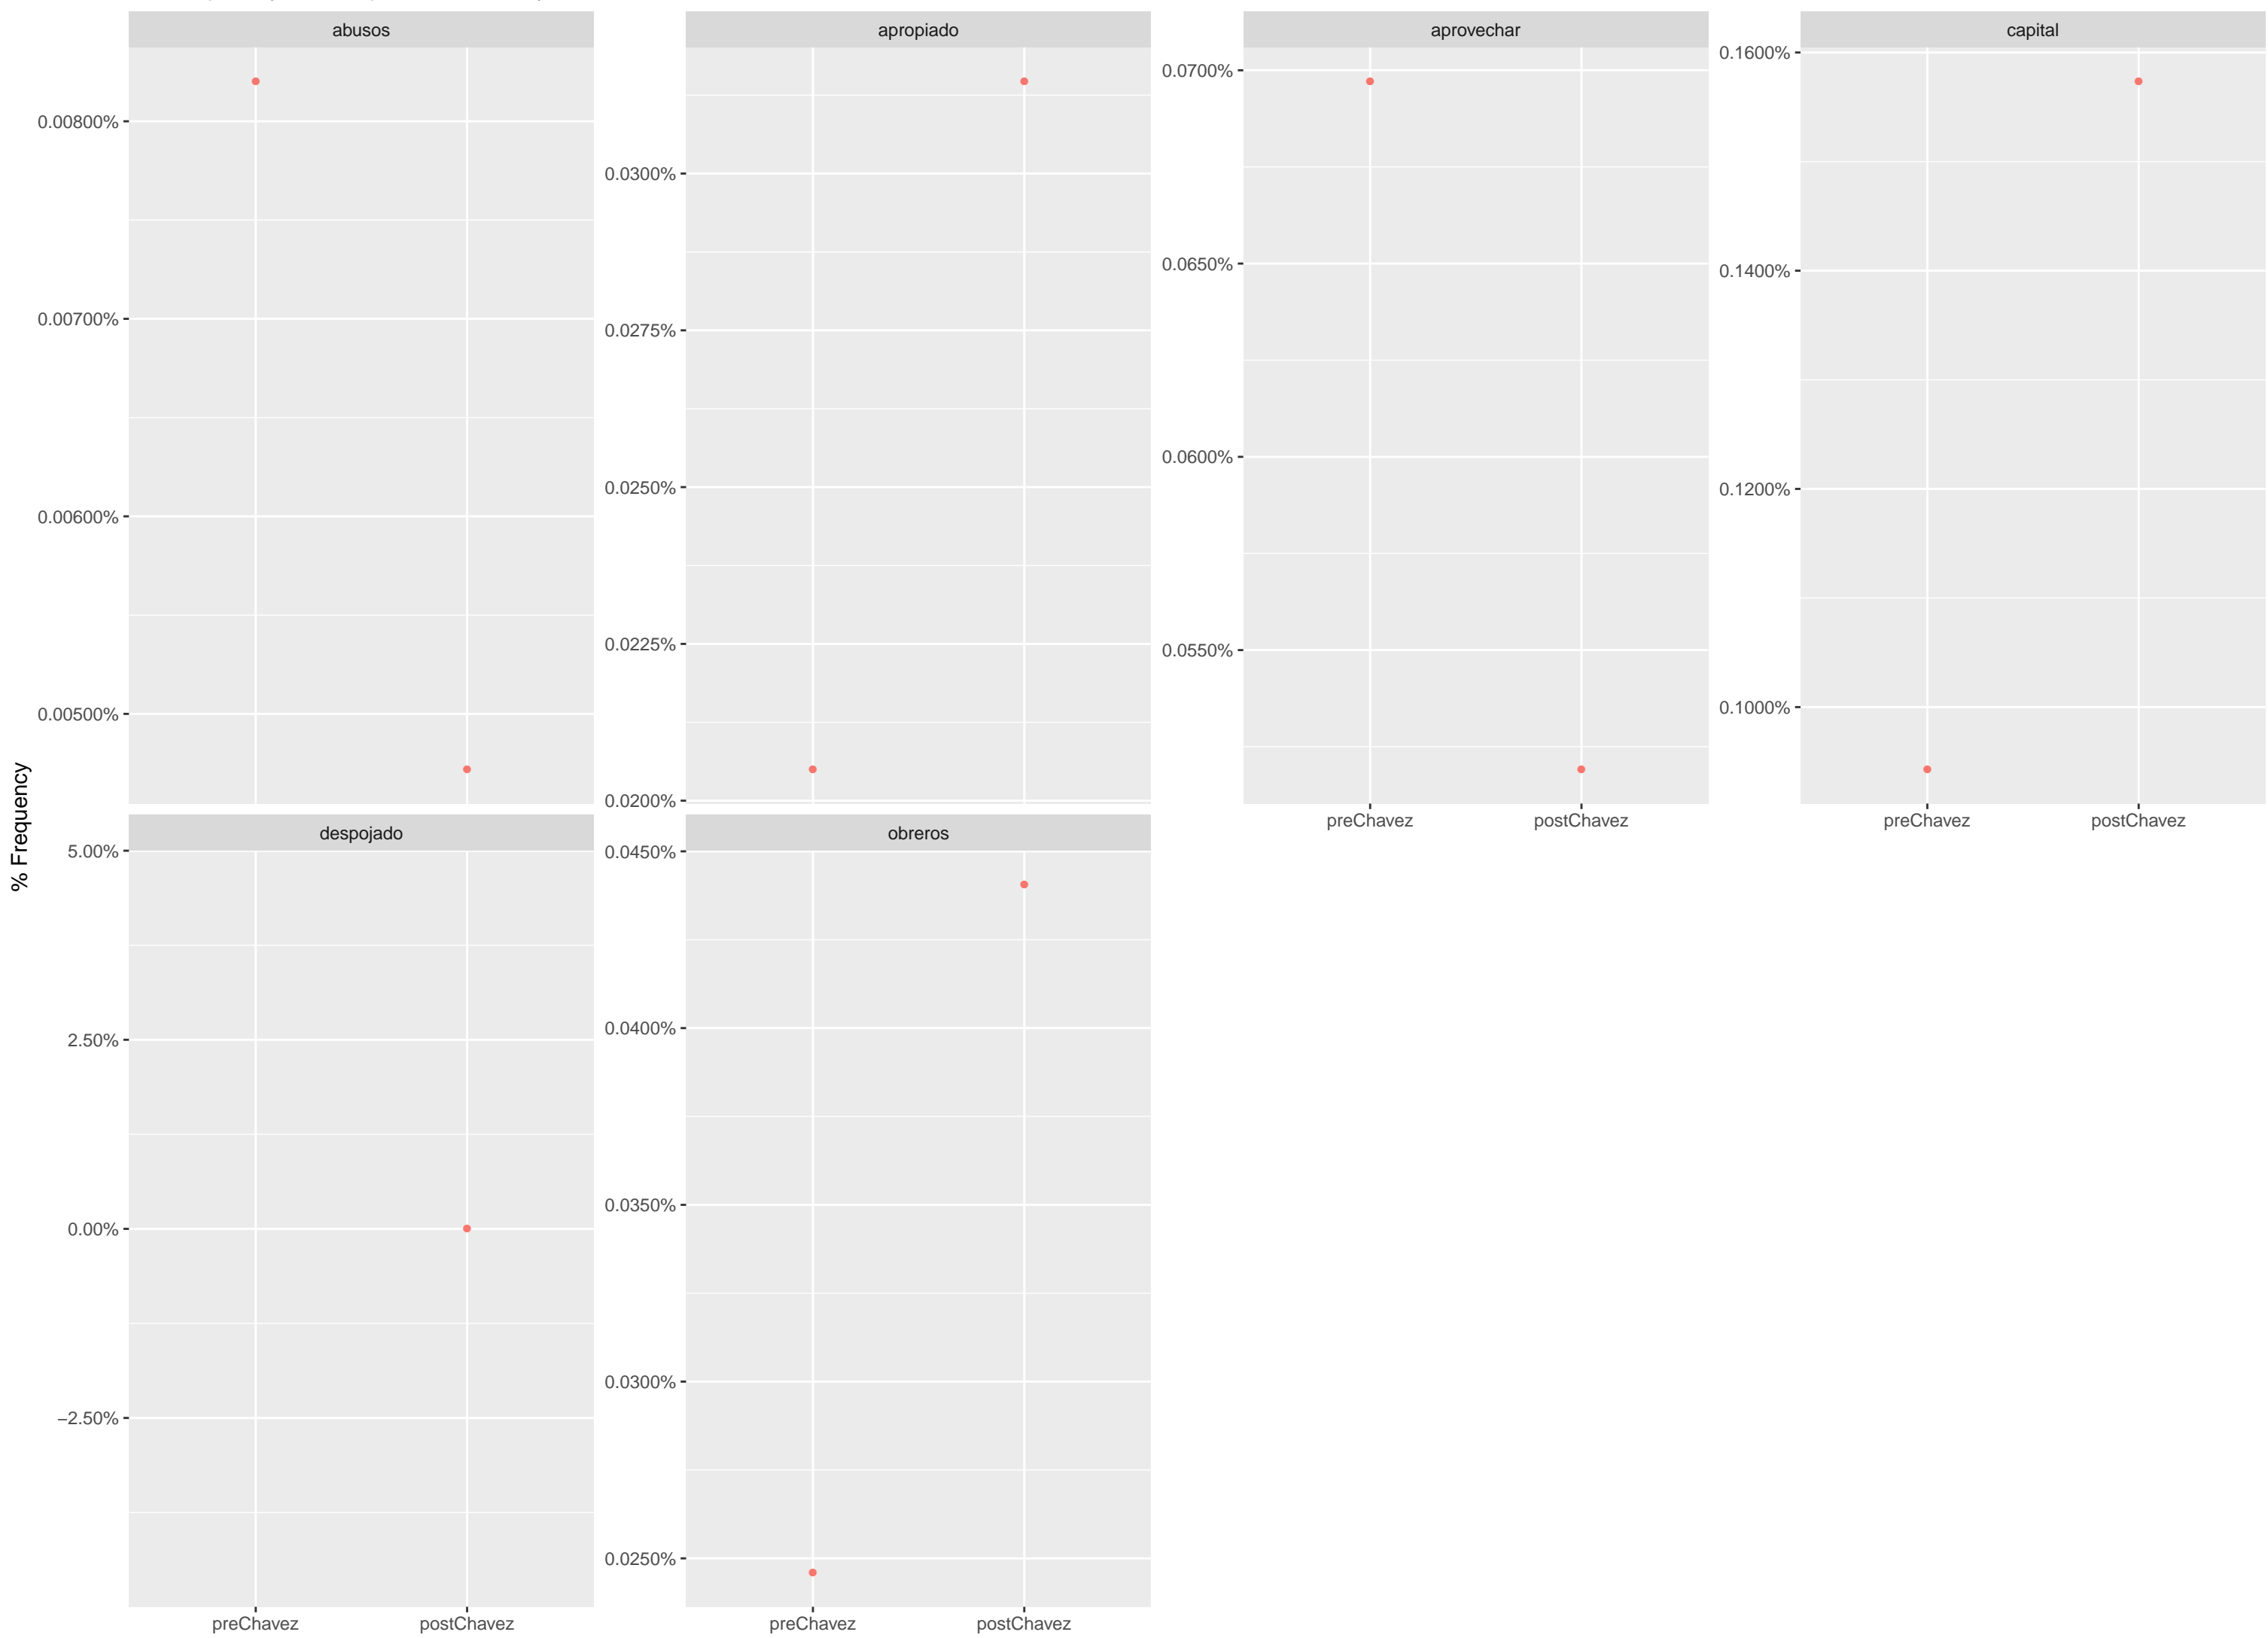 abusos
apropiado
aprovechar
capital
0.00800%
0.00700%
0.00600%
0.00500%
0.0300%
0.0275%
0.0250%
0.0225%
0.0200%
0.0700%
0.0650%
0.0600%
0.0550%
0.1600%
0.1400%
0.1200%
0.1000%
preChavez postChavez
preChavez postChavez
% Frequency
despojado
obreros
5.00%
2.50%
0.00%
−2.50%
0.0450%
0.0400%
0.0350%
0.0300%
0.0250%
preChavez postChavez
preChavez postChavez